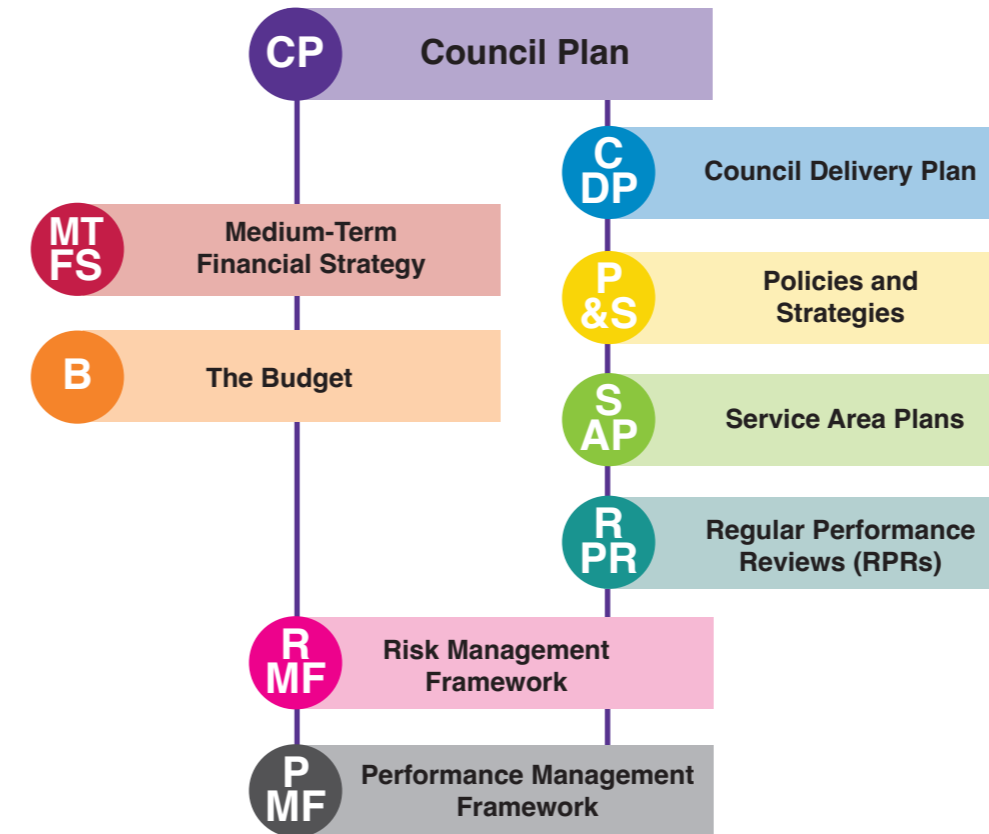 CP
Council Plan
C
DP
Council Delivery Plan
MT
FS
Medium-Term
Financial Strategy
P
&S
Policies and
Strategies
B
The Budget
S
AP
Service Area Plans
R
PR
Regular Performance
Reviews (RPRs)
R
MF
Risk Management
Framework
P
MF
Performance Management
Framework